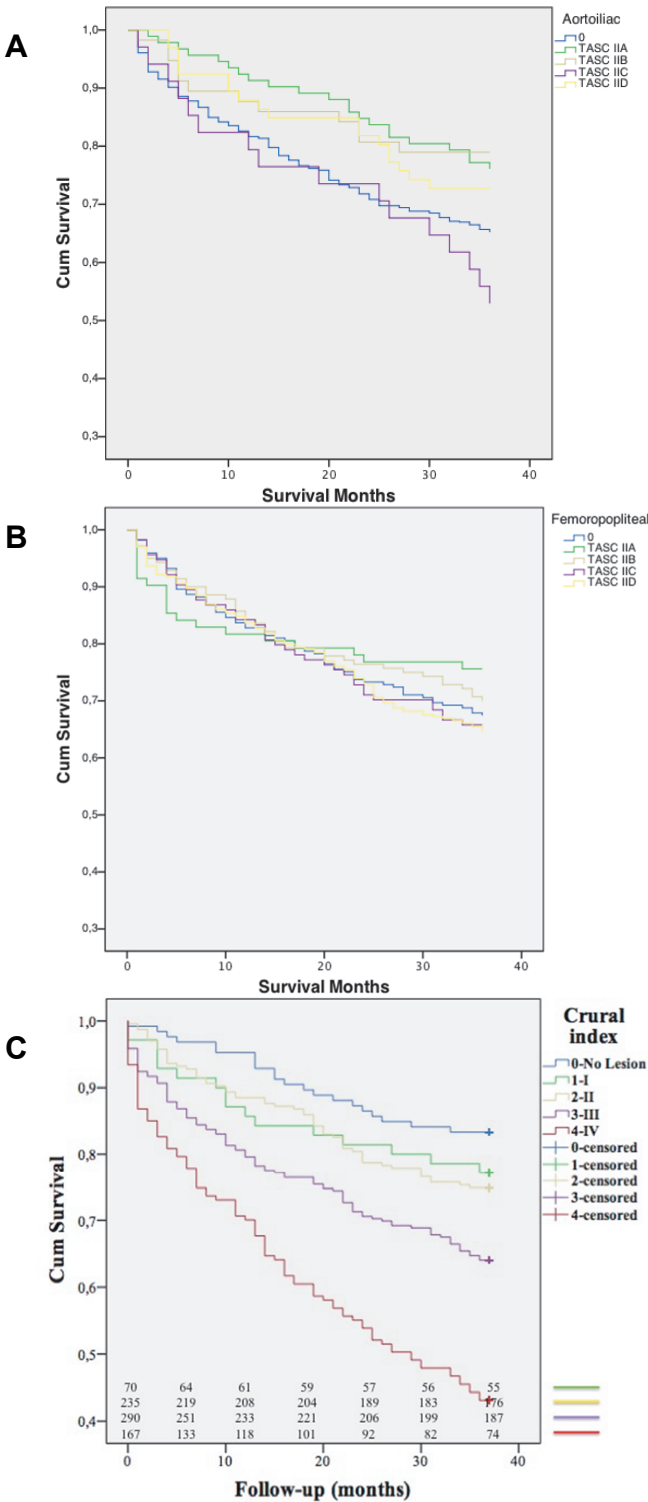 A
Aortoiliac
0
TASC IIA
TASC IIB
TASC IIC
TASC IID
1,0
0,9
0,8
0,7
0,6
0,5
0,4
0,3
Cum Survival
0 10 20 30 40
Survival Months
B
Femoropopliteal
0
TASC IIA
TASC IIB
TASC IIC
TASC IID
1,0
0,9
0,8
0,7
0,6
0,5
0,4
0,3
Cum Survival
0 10 20 30 40
Survival Months
C
Crural
index
0-No Lesion
1-I
2-II
3-III
4-IV
0-censored
1-censored
2-censored
3-censored
4-censored
1,0
0,9
0,8
0,7
0,6
0,5
0,4
Cum Survival
70 64 61 59 57 56 55
235 219 208 204 189 183 176
290 251 233 221 206 199 187
167 133 118 101 92 82 74
0 10 20 30 40
Follow-up (months)